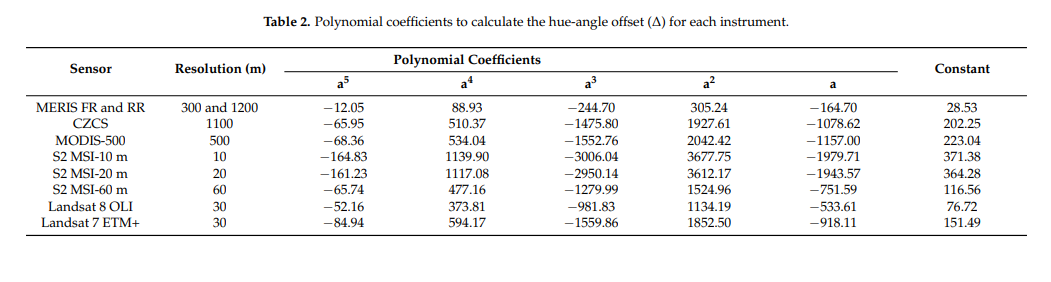 Table 2. Polynomial coefficients to calculate the hue-angle offset (Δ) for each instrument.
Sensor Resolution (m) Polynomial Coefficients Constant
a⁵ a⁴ a³ a² a
MERIS FR and RR 300 and 1200 −12.05 88.93 −244.70 305.24 −164.70 28.53
CZCS 1100 −65.95 510.37 −1475.80 1927.61 −1078.62 202.25
MODIS-500 500 −68.36 534.04 −1552.76 2042.42 −1157.00 223.04
S2 MSI-10 m 10 −164.83 1139.90 −3006.04 3677.75 −1979.71 371.38
S2 MSI-20 m 20 −161.23 1117.08 −2950.14 3612.17 −1943.57 364.28
S2 MSI-60 m 60 −65.74 477.16 −1279.99 1524.96 −751.59 116.56
Landsat 8 OLI 30 −52.16 373.81 −981.83 1134.19 −533.61 76.72
Landsat 7 ETM+ 30 −84.94 594.17 −1559.86 1852.50 −918.11 151.49